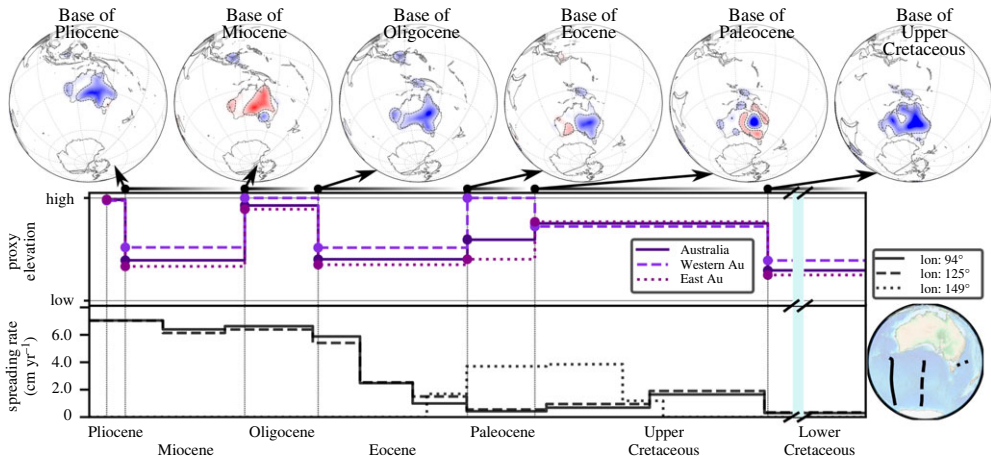 Base of Pliocene
Base of Miocene
Base of Oligocene
Base of Eocene
Base of Paleocene
Base of Upper Cretaceous
high
proxy elevation
low
Australia
Western Au
East Au
lon: 94°
lon: 125°
lon: 149°
spreading rate (cm yr⁻¹)
6.0
4.0
2.0
0
Pliocene
Miocene
Oligocene
Eocene
Paleocene
Upper Cretaceous
Lower Cretaceous